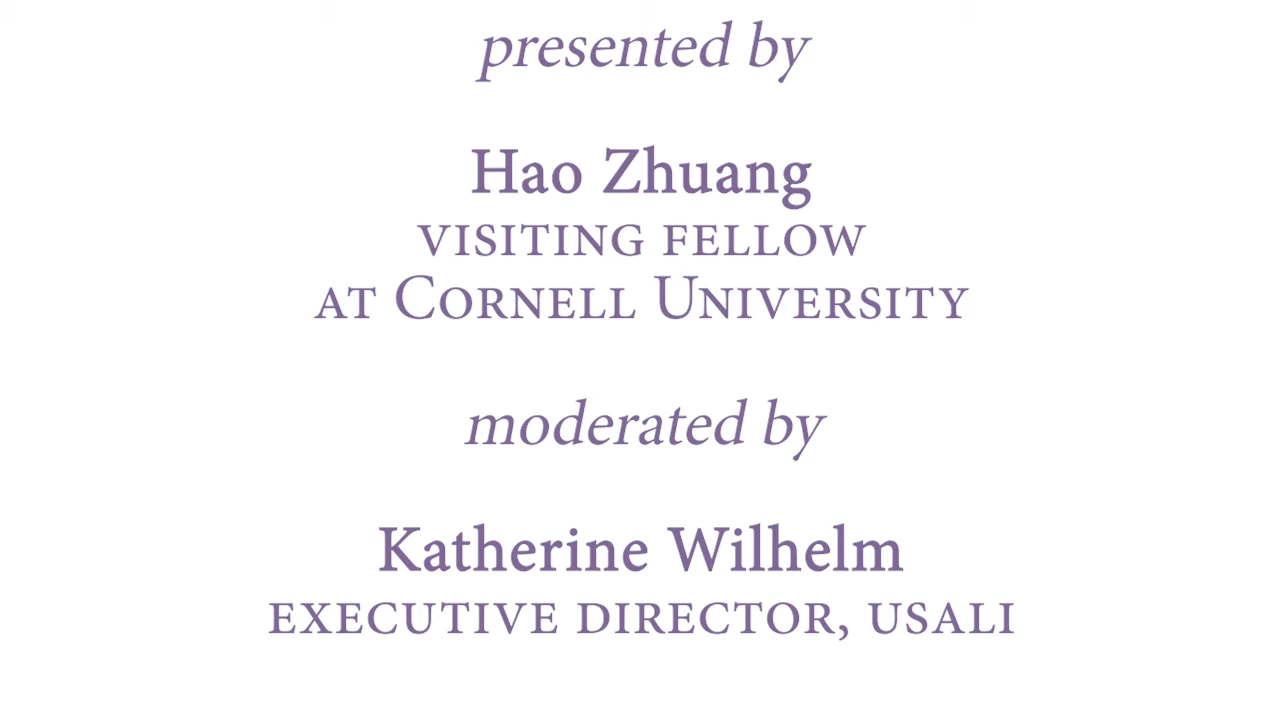 presented by
Hao Zhuang
VISITING FELLOW
AT CORNELL UNIVERSITY
moderated by
Katherine Wilhelm
EXECUTIVE DIRECTOR, USALI